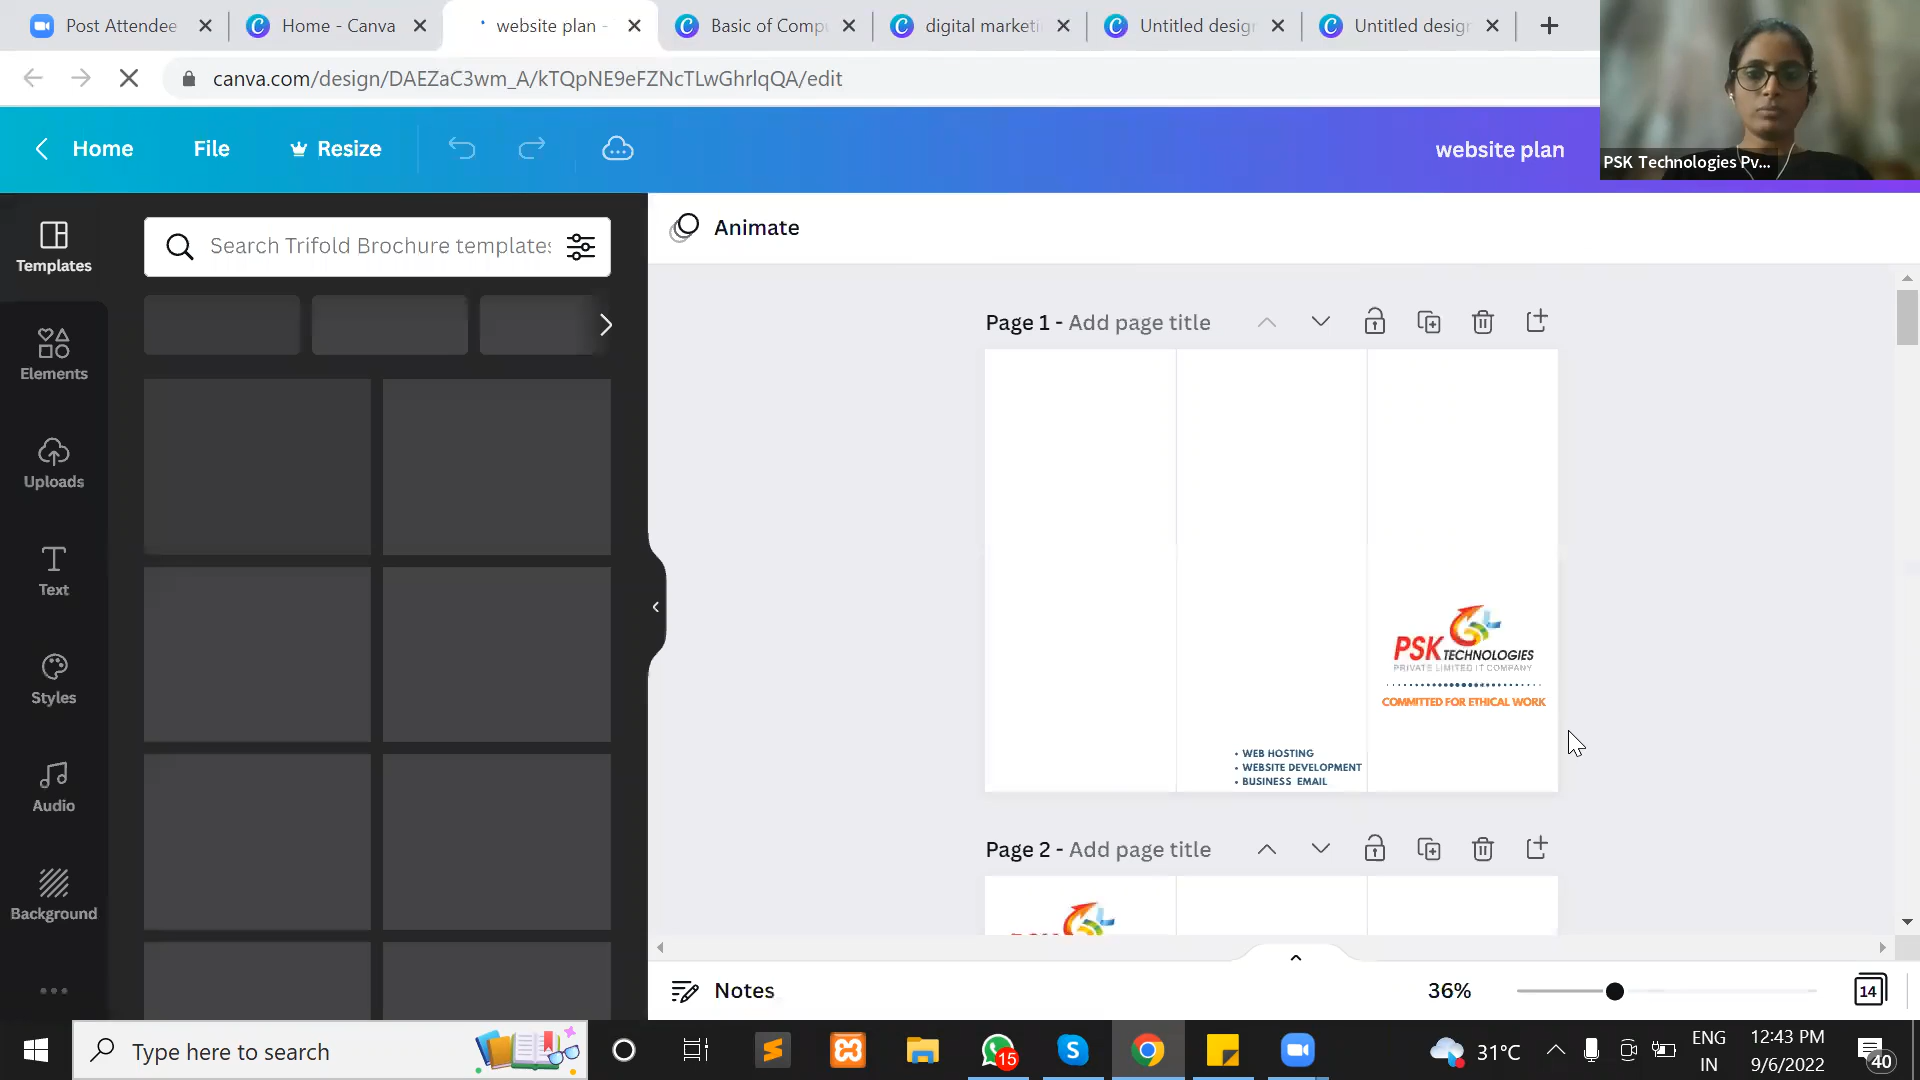 Post Attendee
Home - Canva
website plan -
Basic of Compu
digital marketi
Untitled desig
Untitled desig
canva.com/design/DAEZaC3wm_A/kTQpNE9eFZNcTLwGhrlqQA/edit
Home
File
Resize
website plan
PSK Technologies Pv...
Templates
Search Trifold Brochure templates
Animate
Elements
Uploads
Text
Styles
Audio
Background
Page 1 - Add page title
PSK TECHNOLOGIES
PRIVATE LIMITED IT COMPANY
COMMITTED FOR ETHICAL WORK
• WEB HOSTING
• WEBSITE DEVELOPMENT
• BUSINESS EMAIL
Page 2 - Add page title
Notes
36%
14
Type here to search
15
31°C
ENG
IN
12:43 PM
9/6/2022
40